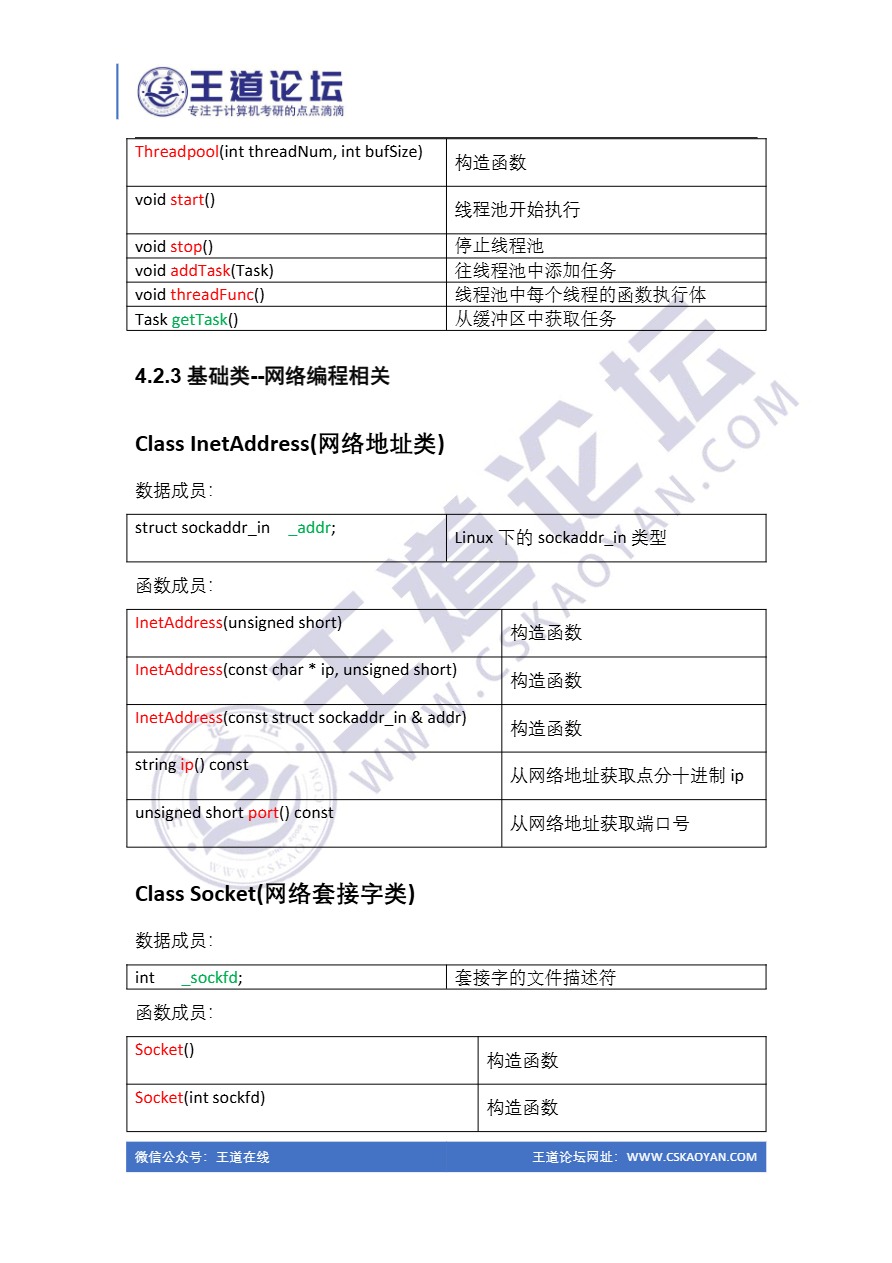 王道论坛
专注于计算机考研的点点滴滴
Threadpool(int threadNum, int bufSize) 构造函数
void start() 线程池开始执行
void stop() 停止线程池
void addTask(Task) 往线程池中添加任务
void threadFunc() 线程池中每个线程的函数执行体
Task getTask() 从缓冲区中获取任务
4.2.3 基础类--网络编程相关
Class InetAddress(网络地址类)
数据成员：
struct sockaddr_in _addr; Linux 下的 sockaddr_in 类型
函数成员：
InetAddress(unsigned short) 构造函数
InetAddress(const char * ip, unsigned short) 构造函数
InetAddress(const struct sockaddr_in & addr) 构造函数
string ip() const 从网络地址获取点分十进制 ip
unsigned short port() const 从网络地址获取端口号
Class Socket(网络套接字类)
数据成员：
int _sockfd; 套接字的文件描述符
函数成员：
Socket() 构造函数
Socket(int sockfd) 构造函数
微信公众号：王道在线 王道论坛网址：WWW.CSKAOYAN.COM
王道论坛
WWW.CSKAOYAN.COM